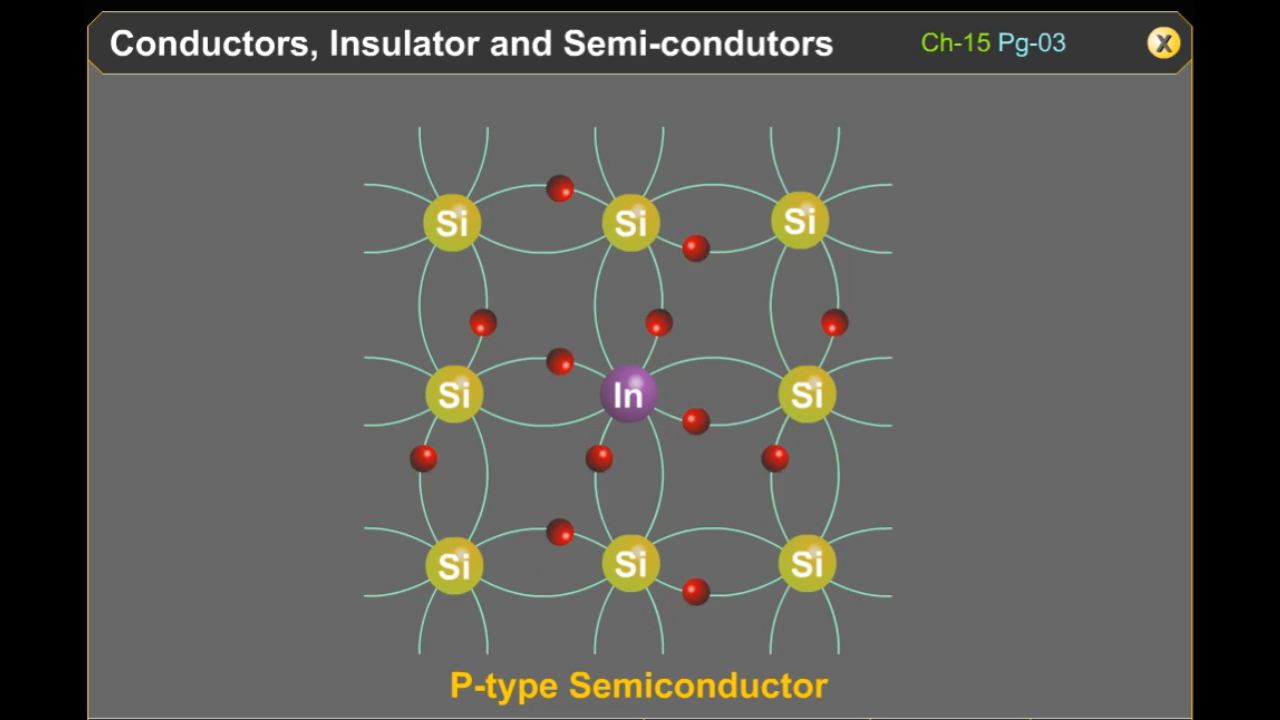 Conductors, Insulator and Semi-condutors
Ch-15 Pg-03
X
Si Si Si
Si In Si
Si Si Si
P-type Semiconductor